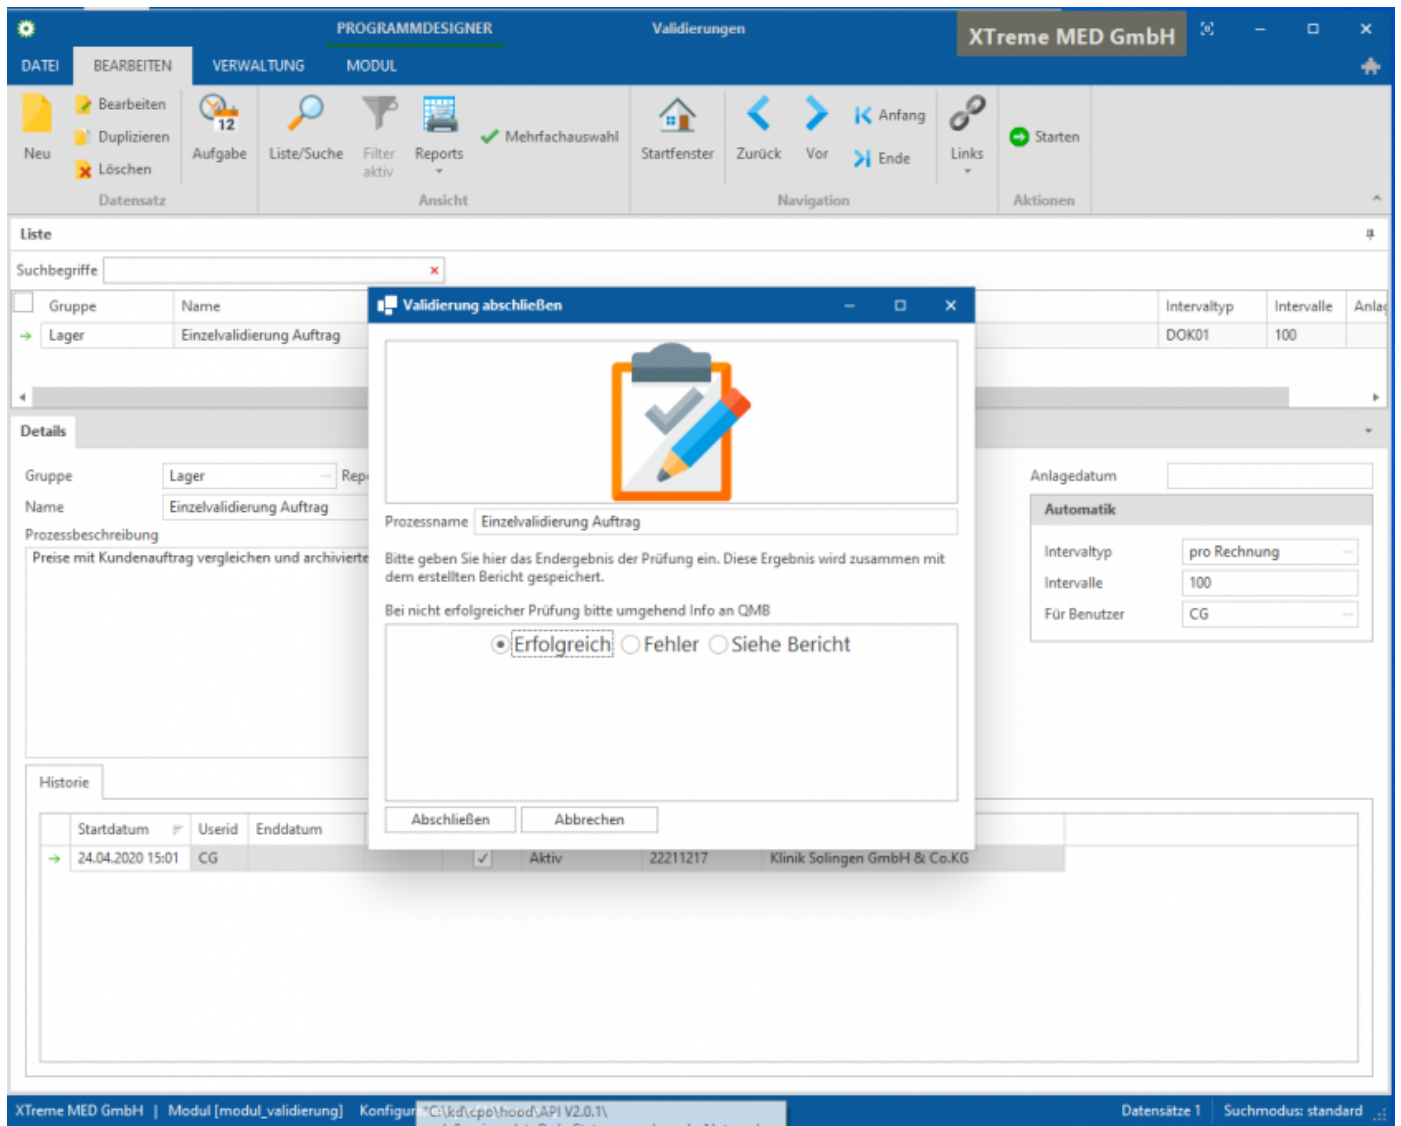 PROGRAMMDESIGNER
Validierungen
XTreme MED GmbH
DATEI
BEARBEITEN
VERWALTUNG
MODUL
Neu
Bearbeiten
Duplizieren
Löschen
Aufgabe
12
Liste/Suche
Filter
aktiv
Reports
Mehrfachauswahl
Startfenster
Zurück
Vor
Anfang
Ende
Links
Starten
Datensatz
Ansicht
Navigation
Aktionen
Liste
Suchbegriffe
Gruppe Name Intervaltyp Intervalle Anlag
Lager Einzelvalidierung Auftrag DOK01 100
Details
Gruppe Lager Repo
Name Einzelvalidierung Auftrag
Prozessbeschreibung
Preise mit Kundenauftrag vergleichen und archivierte
Validierung abschließen
Prozessname Einzelvalidierung Auftrag
Bitte geben Sie hier das Endergebnis der Prüfung ein. Diese Ergebnis wird zusammen mit
dem erstellten Bericht gespeichert.
Bei nicht erfolgreicher Prüfung bitte umgehend Info an QMB
Erfolgreich Fehler Siehe Bericht
Abschließen Abbrechen
Anlagedatum
Automatik
Intervaltyp pro Rechnung
Intervalle 100
Für Benutzer CG
Historie
Startdatum Userid Enddatum
24.04.2020 15:01 CG Aktiv 22211217 Klinik Solingen GmbH & Co.KG
XTreme MED GmbH | Modul [modul_validierung] Konfigur
API V2.0.1\
Datensätze 1 Suchmodus: standard